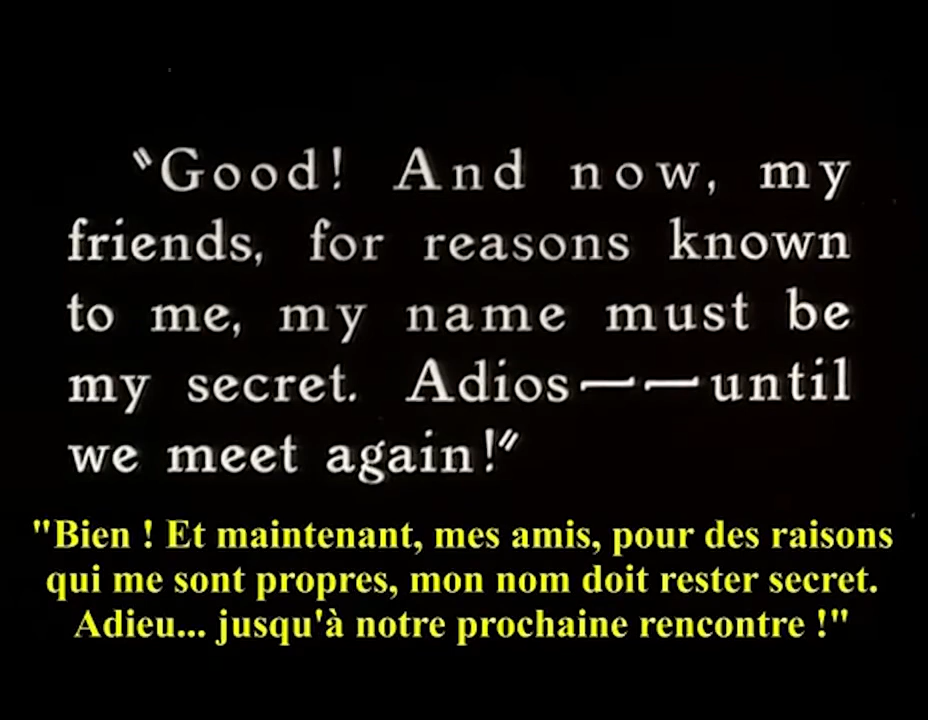 "Good! And now, my
friends, for reasons known
to me, my name must be
my secret. Adios——until
we meet again!"
"Bien ! Et maintenant, mes amis, pour des raisons
qui me sont propres, mon nom doit rester secret.
Adieu... jusqu'à notre prochaine rencontre !"